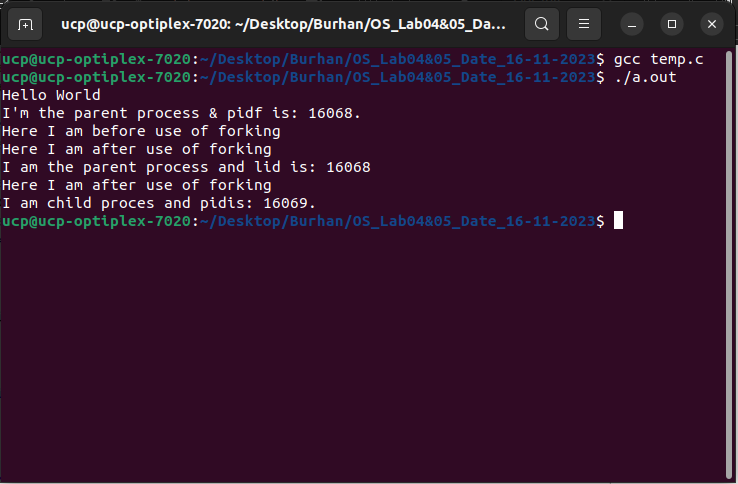 ucp@ucp-optiplex-7020: ~/Desktop/Burhan/OS_Lab04&05_Da...
ucp@ucp-optiplex-7020:~/Desktop/Burhan/OS_Lab04&05_Date_16-11-2023$ gcc temp.c
ucp@ucp-optiplex-7020:~/Desktop/Burhan/OS_Lab04&05_Date_16-11-2023$ ./a.out
Hello World
I'm the parent process & pidf is: 16068.
Here I am before use of forking
Here I am after use of forking
I am the parent process and lid is: 16068
Here I am after use of forking
I am child proces and pidis: 16069.
ucp@ucp-optiplex-7020:~/Desktop/Burhan/OS_Lab04&05_Date_16-11-2023$